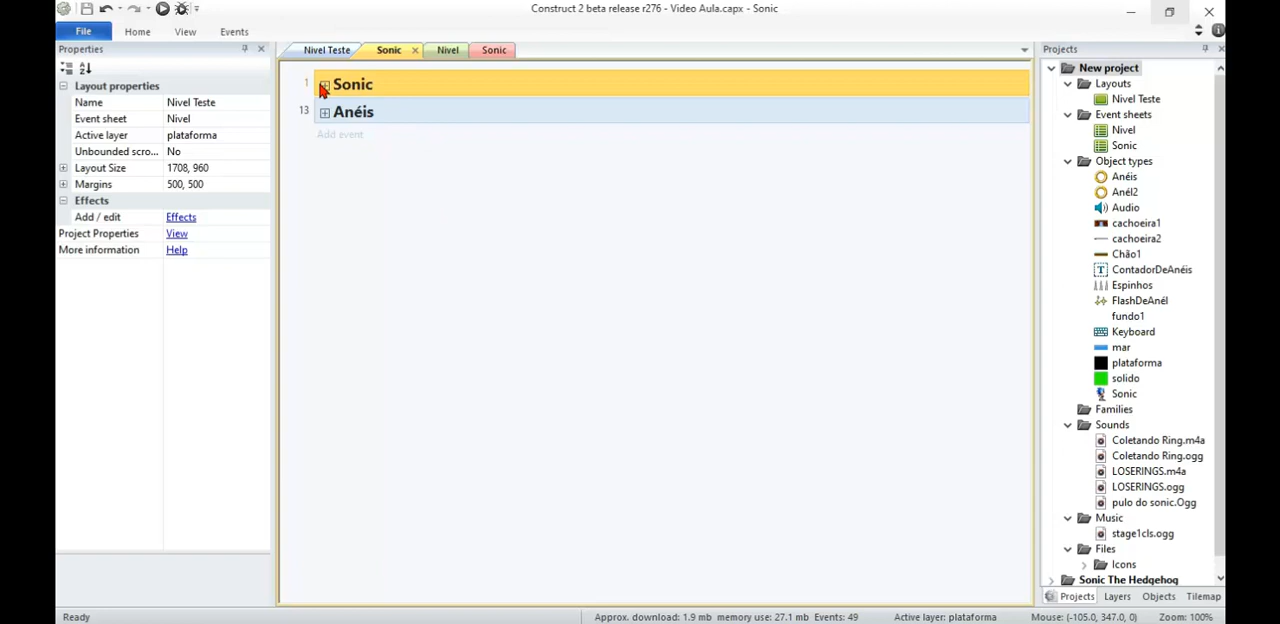 Construct 2 beta release r276 - Video Aula.capx - Sonic
File Home View Events
Properties
Layout properties
Name Nivel Teste
Event sheet Nivel
Active layer plataforma
Unbounded scro... No
Layout Size 1708, 960
Margins 500, 500
Effects
Add / edit Effects
Project Properties View
More information Help
Nivel Teste Sonic Nivel Sonic
1 Sonic
13 Anéis
Add event
Projects
New project
Layouts
Nivel Teste
Event sheets
Nivel
Sonic
Object types
Anéis
Anél2
Audio
cachoeira1
cachoeira2
Chão1
ContadorDeAnéis
Espinhos
FlashDeAnél
fundo1
Keyboard
mar
plataforma
solido
Sonic
Families
Sounds
Coletando Ring.m4a
Coletando Ring.ogg
LOSERINGS.m4a
LOSERINGS.ogg
pulo do sonic.Ogg
Music
stage1cls.ogg
Files
Icons
Sonic The Hedgehog
Projects Layers Objects Tilemap
Ready Approx. download: 1.9 mb memory use: 27.1 mb Events: 49 Active layer: plataforma Mouse: (-105.0, 347.0, 0) Zoom: 100%